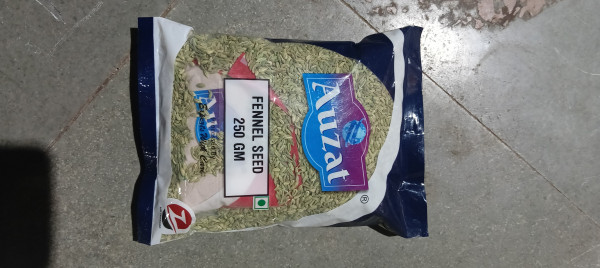 Auzat
®
FENNEL SEED
250 GM
Z